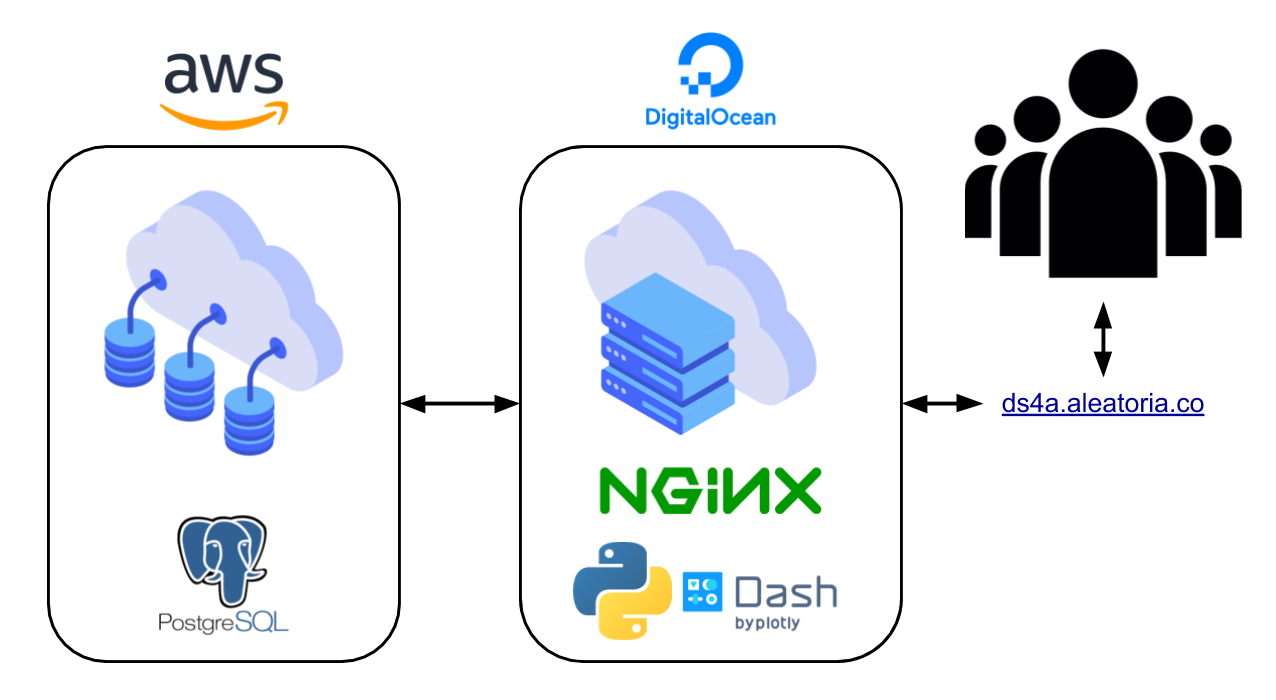 aws
DigitalOcean
ds4a.aleatoria.co
NGiNX
PostgreSQL
Dash
by plotly